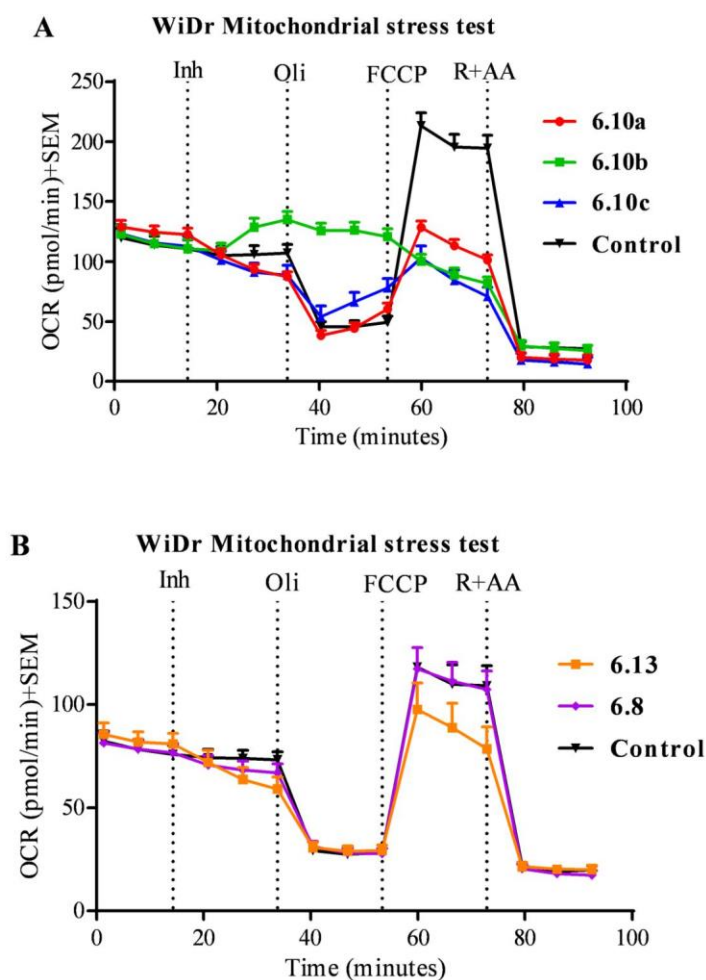 A
WiDr Mitochondrial stress test
Inh Oli FCCP R+AA
250
200
150
100
50
0
OCR (pmol/min)+SEM
0 20 40 60 80 100
Time (minutes)
6.10a
6.10b
6.10c
Control
B
WiDr Mitochondrial stress test
Inh Oli FCCP R+AA
150
100
50
0
OCR (pmol/min)+SEM
0 20 40 60 80 100
Time (minutes)
6.13
6.8
Control